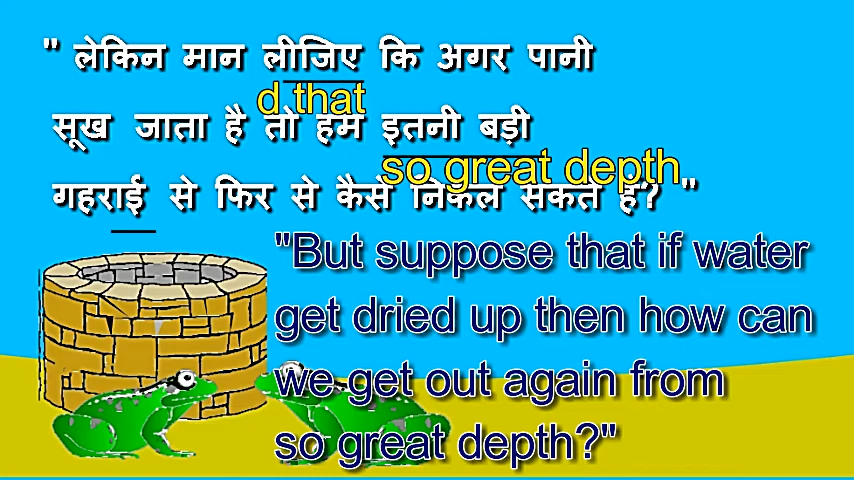 " लेकिन मान लीजिए कि अगर पानी
d that
सूख जाता है तो हम इतनी बड़ी
so great depth
गहराई से फिर से कैसे निकल सकते हैं? "
"But suppose that if water
get dried up then how can
we get out again from
so great depth?"